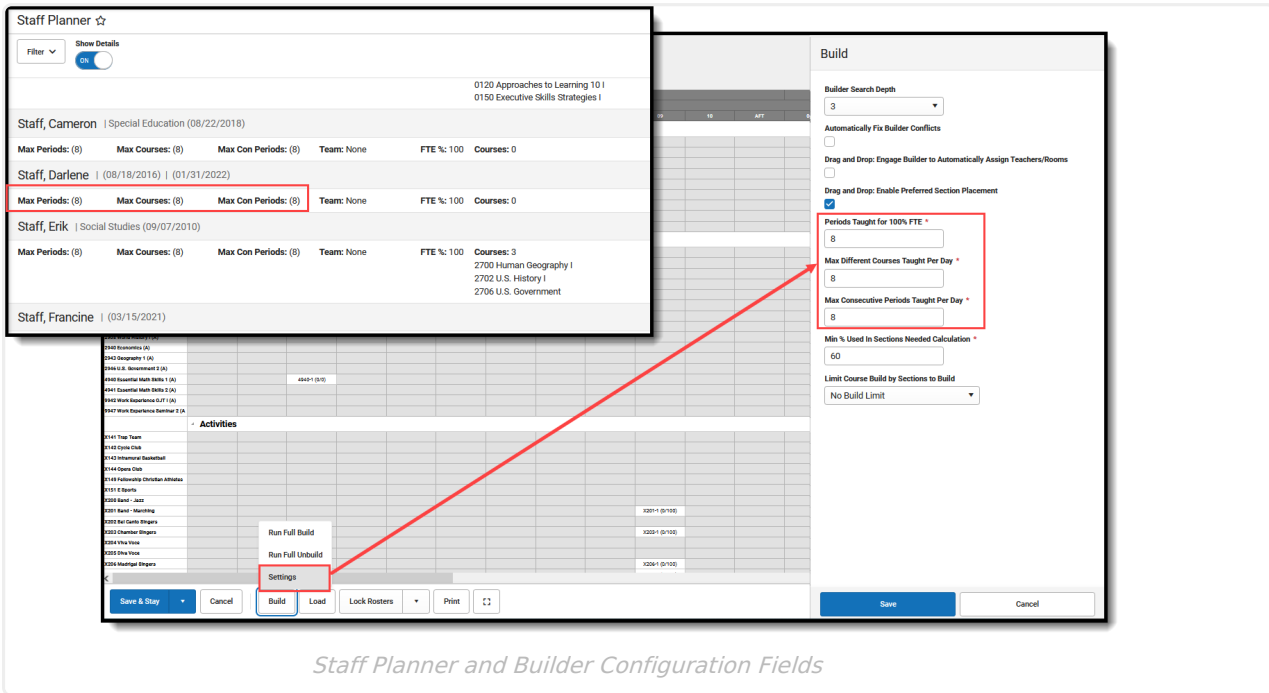 Staff Planner
Filter
Show Details
ON
0120 Approaches to Learning 10 I
0150 Executive Skills Strategies I
Staff, Cameron | Special Education (08/22/2018)
Max Periods: (8) Max Courses: (8) Max Con Periods: (8) Team: None FTE %: 100 Courses: 0
Staff, Darlene | (08/18/2016) | (01/31/2022)
Max Periods: (8) Max Courses: (8) Max Con Periods: (8) Team: None FTE %: 100 Courses: 0
Staff, Erik | Social Studies (09/07/2010)
Max Periods: (8) Max Courses: (8) Max Con Periods: (8) Team: None FTE %: 100 Courses: 3
2700 Human Geography I
2702 U.S. History I
2706 U.S. Government
Staff, Francine | (03/15/2021)
10 AFT
2940 Economics (A)
2943 Geography 1 (A)
2946 U.S. Government 2 (A)
4940 Essential Math Skills 1 (A) 4940-1 (0/0)
4941 Essential Math Skills 2 (A)
9942 Work Experience OJT I (A)
9947 Work Experience Seminar 2 (A
Activities
X141 Trap Team
X142 Cycle Club
X143 Intramural Basketball
X144 Opera Club
X149 Fellowship Christian Athletes
X151 E Sports
X200 Band - Jazz
X201 Band - Marching X201-1 (0/100)
X202 Bel Canto Singers
X203 Chamber Singers X203-1 (0/100)
X204 Viva Voce
X205 Diva Voce
X206 Madrigal Singers X206-1 (0/100)
Run Full Build
Run Full Unbuild
Settings
Save & Stay Cancel Build Load Lock Rosters Print
Build
Builder Search Depth
3
Automatically Fix Builder Conflicts
Drag and Drop: Engage Builder to Automatically Assign Teachers/Rooms
Drag and Drop: Enable Preferred Section Placement
Periods Taught for 100% FTE *
8
Max Different Courses Taught Per Day *
8
Max Consecutive Periods Taught Per Day *
8
Min % Used In Sections Needed Calculation *
60
Limit Course Build by Sections to Build
No Build Limit
Save Cancel
Staff Planner and Builder Configuration Fields